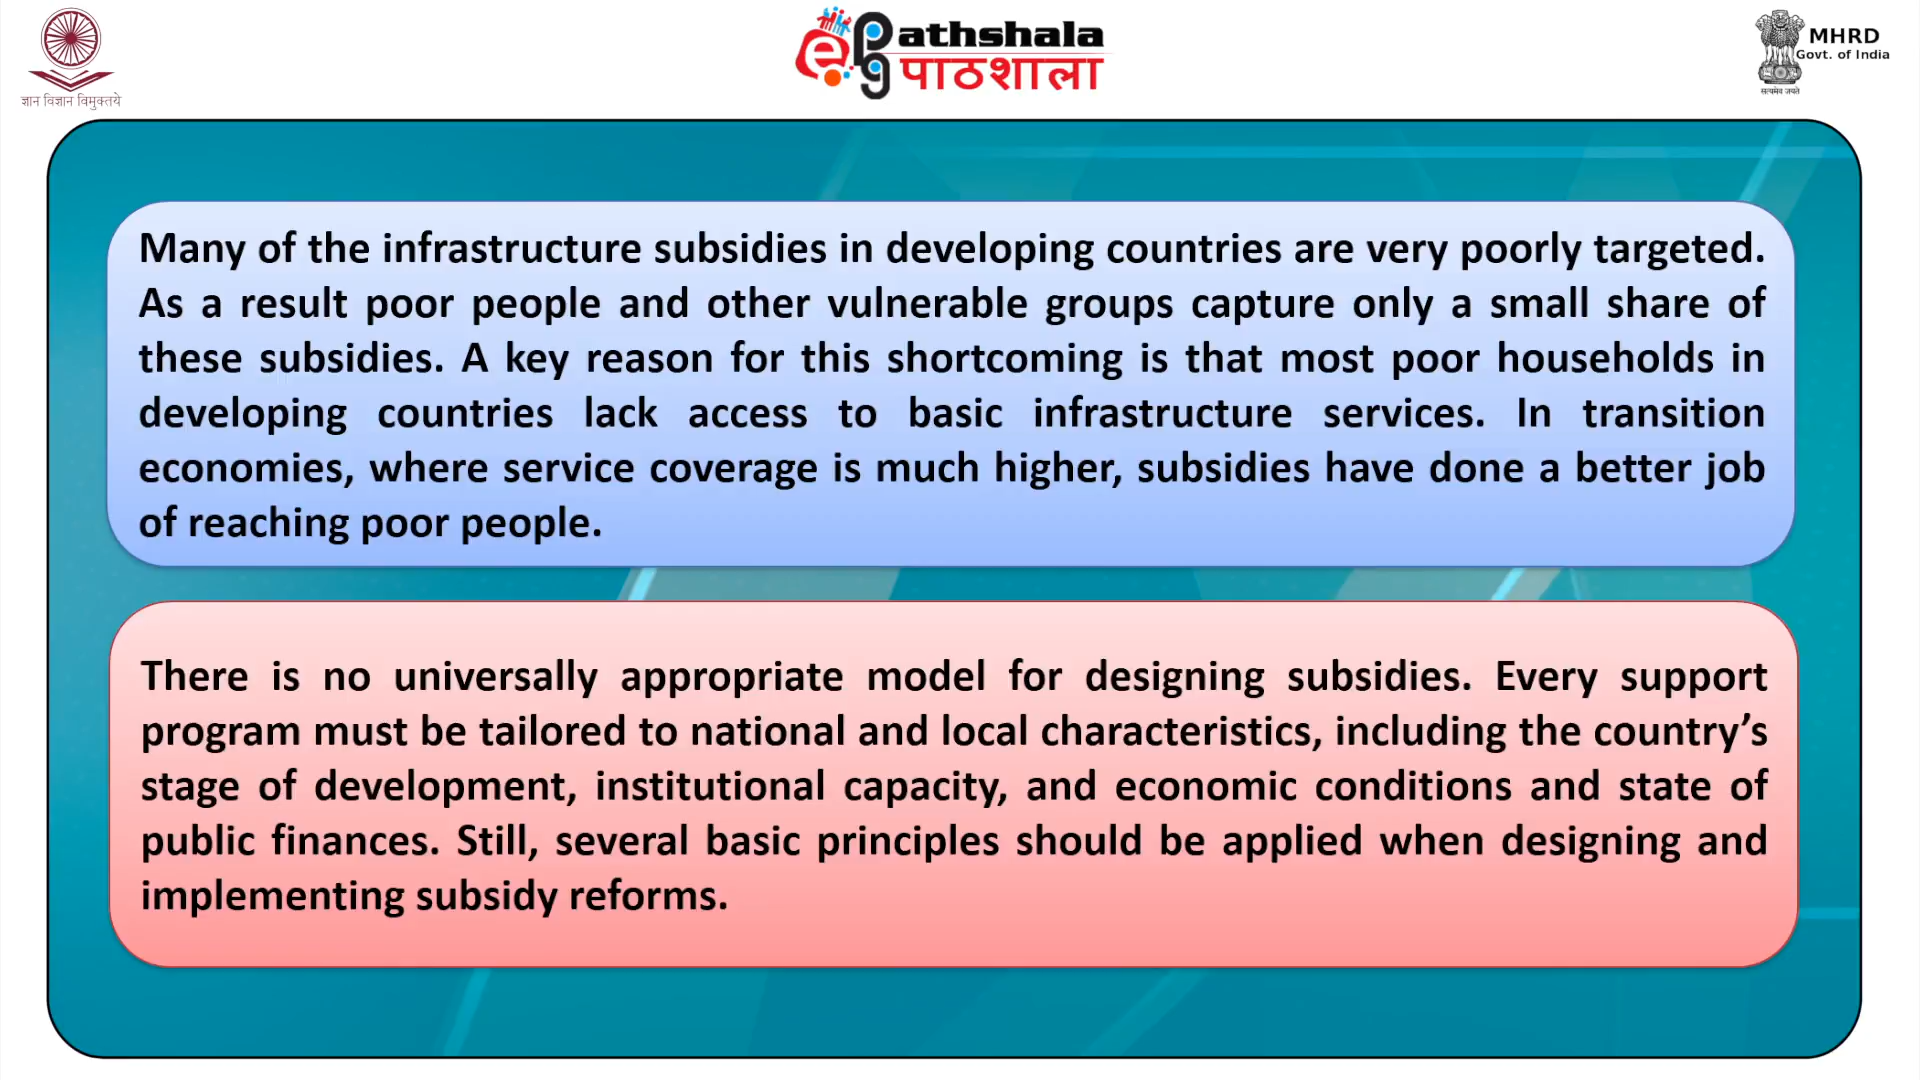 ज्ञान विज्ञान विमुक्तये
ePG Pathshala
पाठशाला
MHRD
Govt. of India
सत्यमेव जयते
Many of the infrastructure subsidies in developing countries are very poorly targeted.
As a result poor people and other vulnerable groups capture only a small share of
these subsidies. A key reason for this shortcoming is that most poor households in
developing countries lack access to basic infrastructure services. In transition
economies, where service coverage is much higher, subsidies have done a better job
of reaching poor people.
There is no universally appropriate model for designing subsidies. Every support
program must be tailored to national and local characteristics, including the country’s
stage of development, institutional capacity, and economic conditions and state of
public finances. Still, several basic principles should be applied when designing and
implementing subsidy reforms.